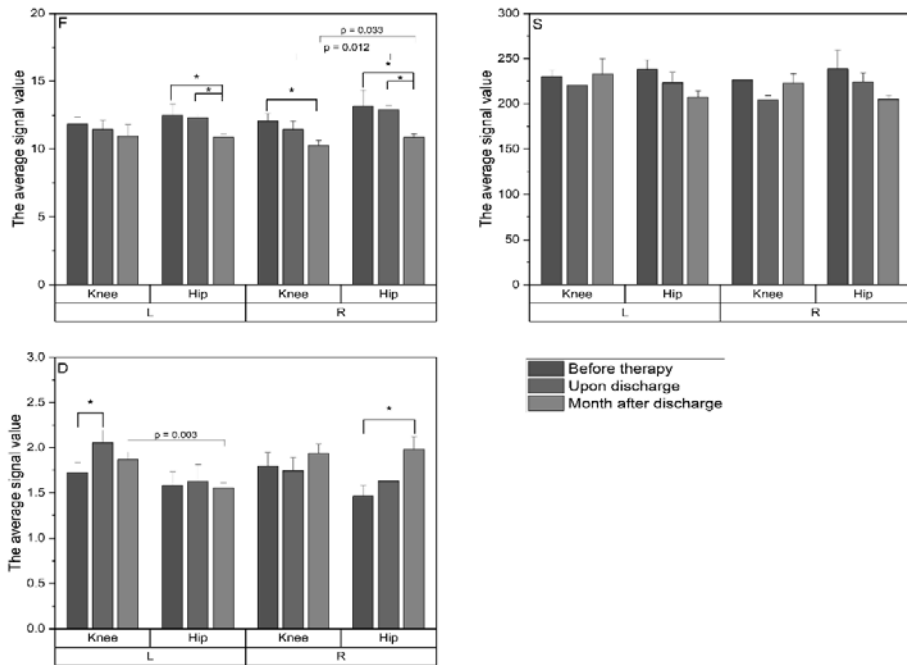 F
The average signal value
20
15
10
5
0
p = 0.033
p = 0.012
*
*
*
*
*
Knee Hip Knee Hip
L R
S
The average signal value
300
250
200
150
100
50
0
Knee Hip Knee Hip
L R
D
The average signal value
3.0
2.5
2.0
1.5
1.0
0.5
0.0
*
p = 0.003
*
Knee Hip Knee Hip
L R
Before therapy
Upon discharge
Month after discharge